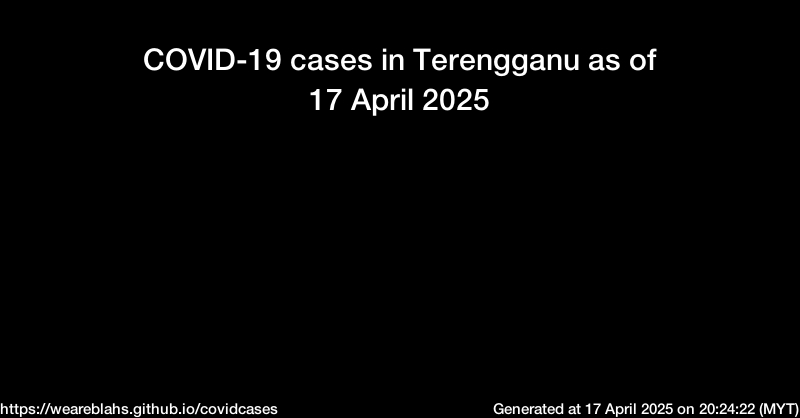 COVID-19 cases in Terengganu as of
17 April 2025
https://weareblahs.github.io/covidcases
Generated at 17 April 2025 on 20:24:22 (MYT)